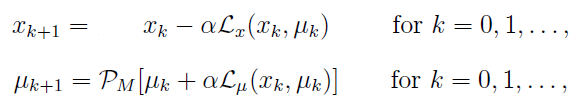 x_{k+1} = x_k − α𝓛_x(x_k, μ_k) for k = 0, 1, . . . ,
μ_{k+1} = 𝒫_M[μ_k + α𝓛_μ(x_k, μ_k)] for k = 0, 1, . . . ,